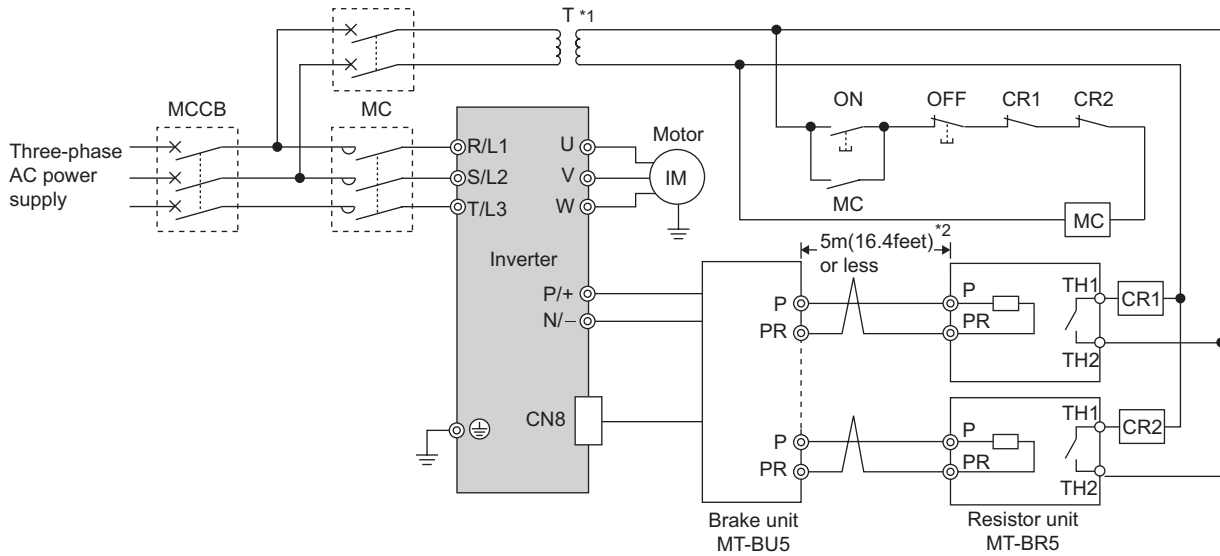 T *1
MCCB
MC
ON
OFF
CR1
CR2
Three-phase
AC power
supply
R/L1
S/L2
T/L3
U
V
W
Motor
IM
MC
MC
Inverter
5m(16.4feet)*2
or less
P/+
N/−
P
PR
P
PR
TH1
TH2
CR1
CN8
P
PR
P
PR
TH1
TH2
CR2
Brake unit
MT-BU5
Resistor unit
MT-BR5